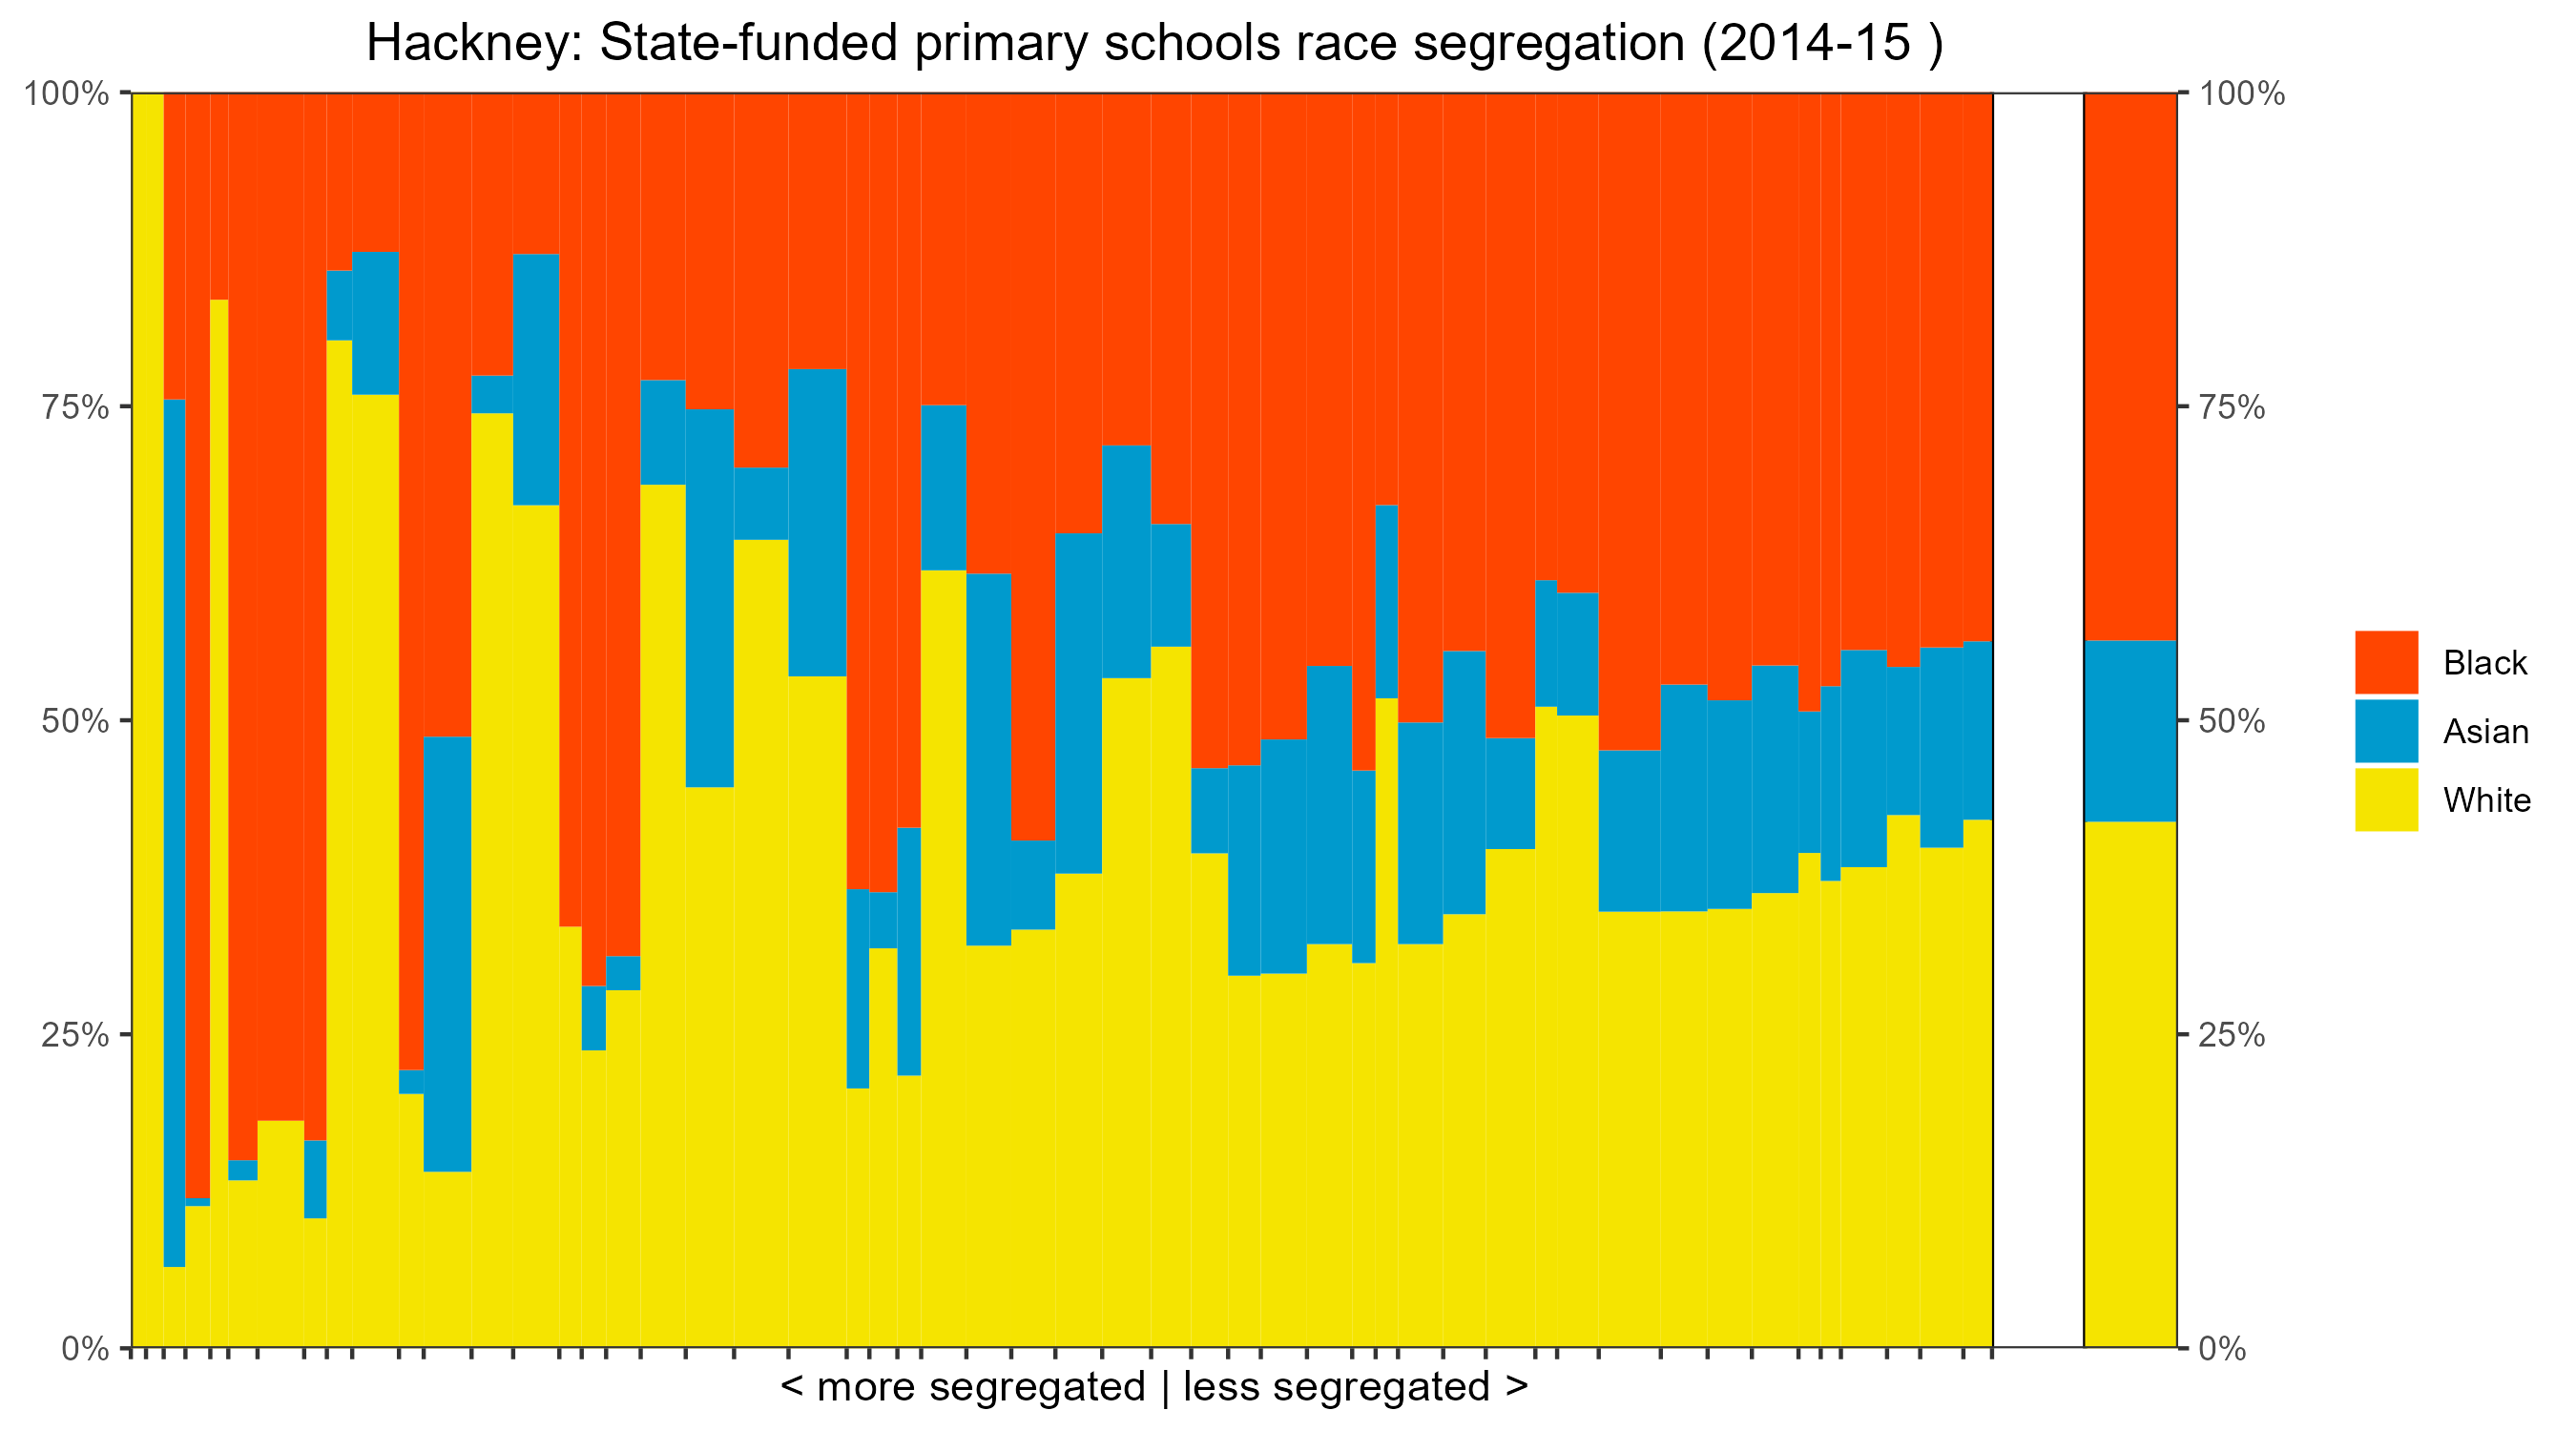 Hackney: State-funded primary schools race segregation (2014-15 )
100%
75%
50%
25%
0%
100%
75%
50%
25%
0%
Black
Asian
White
< more segregated | less segregated >